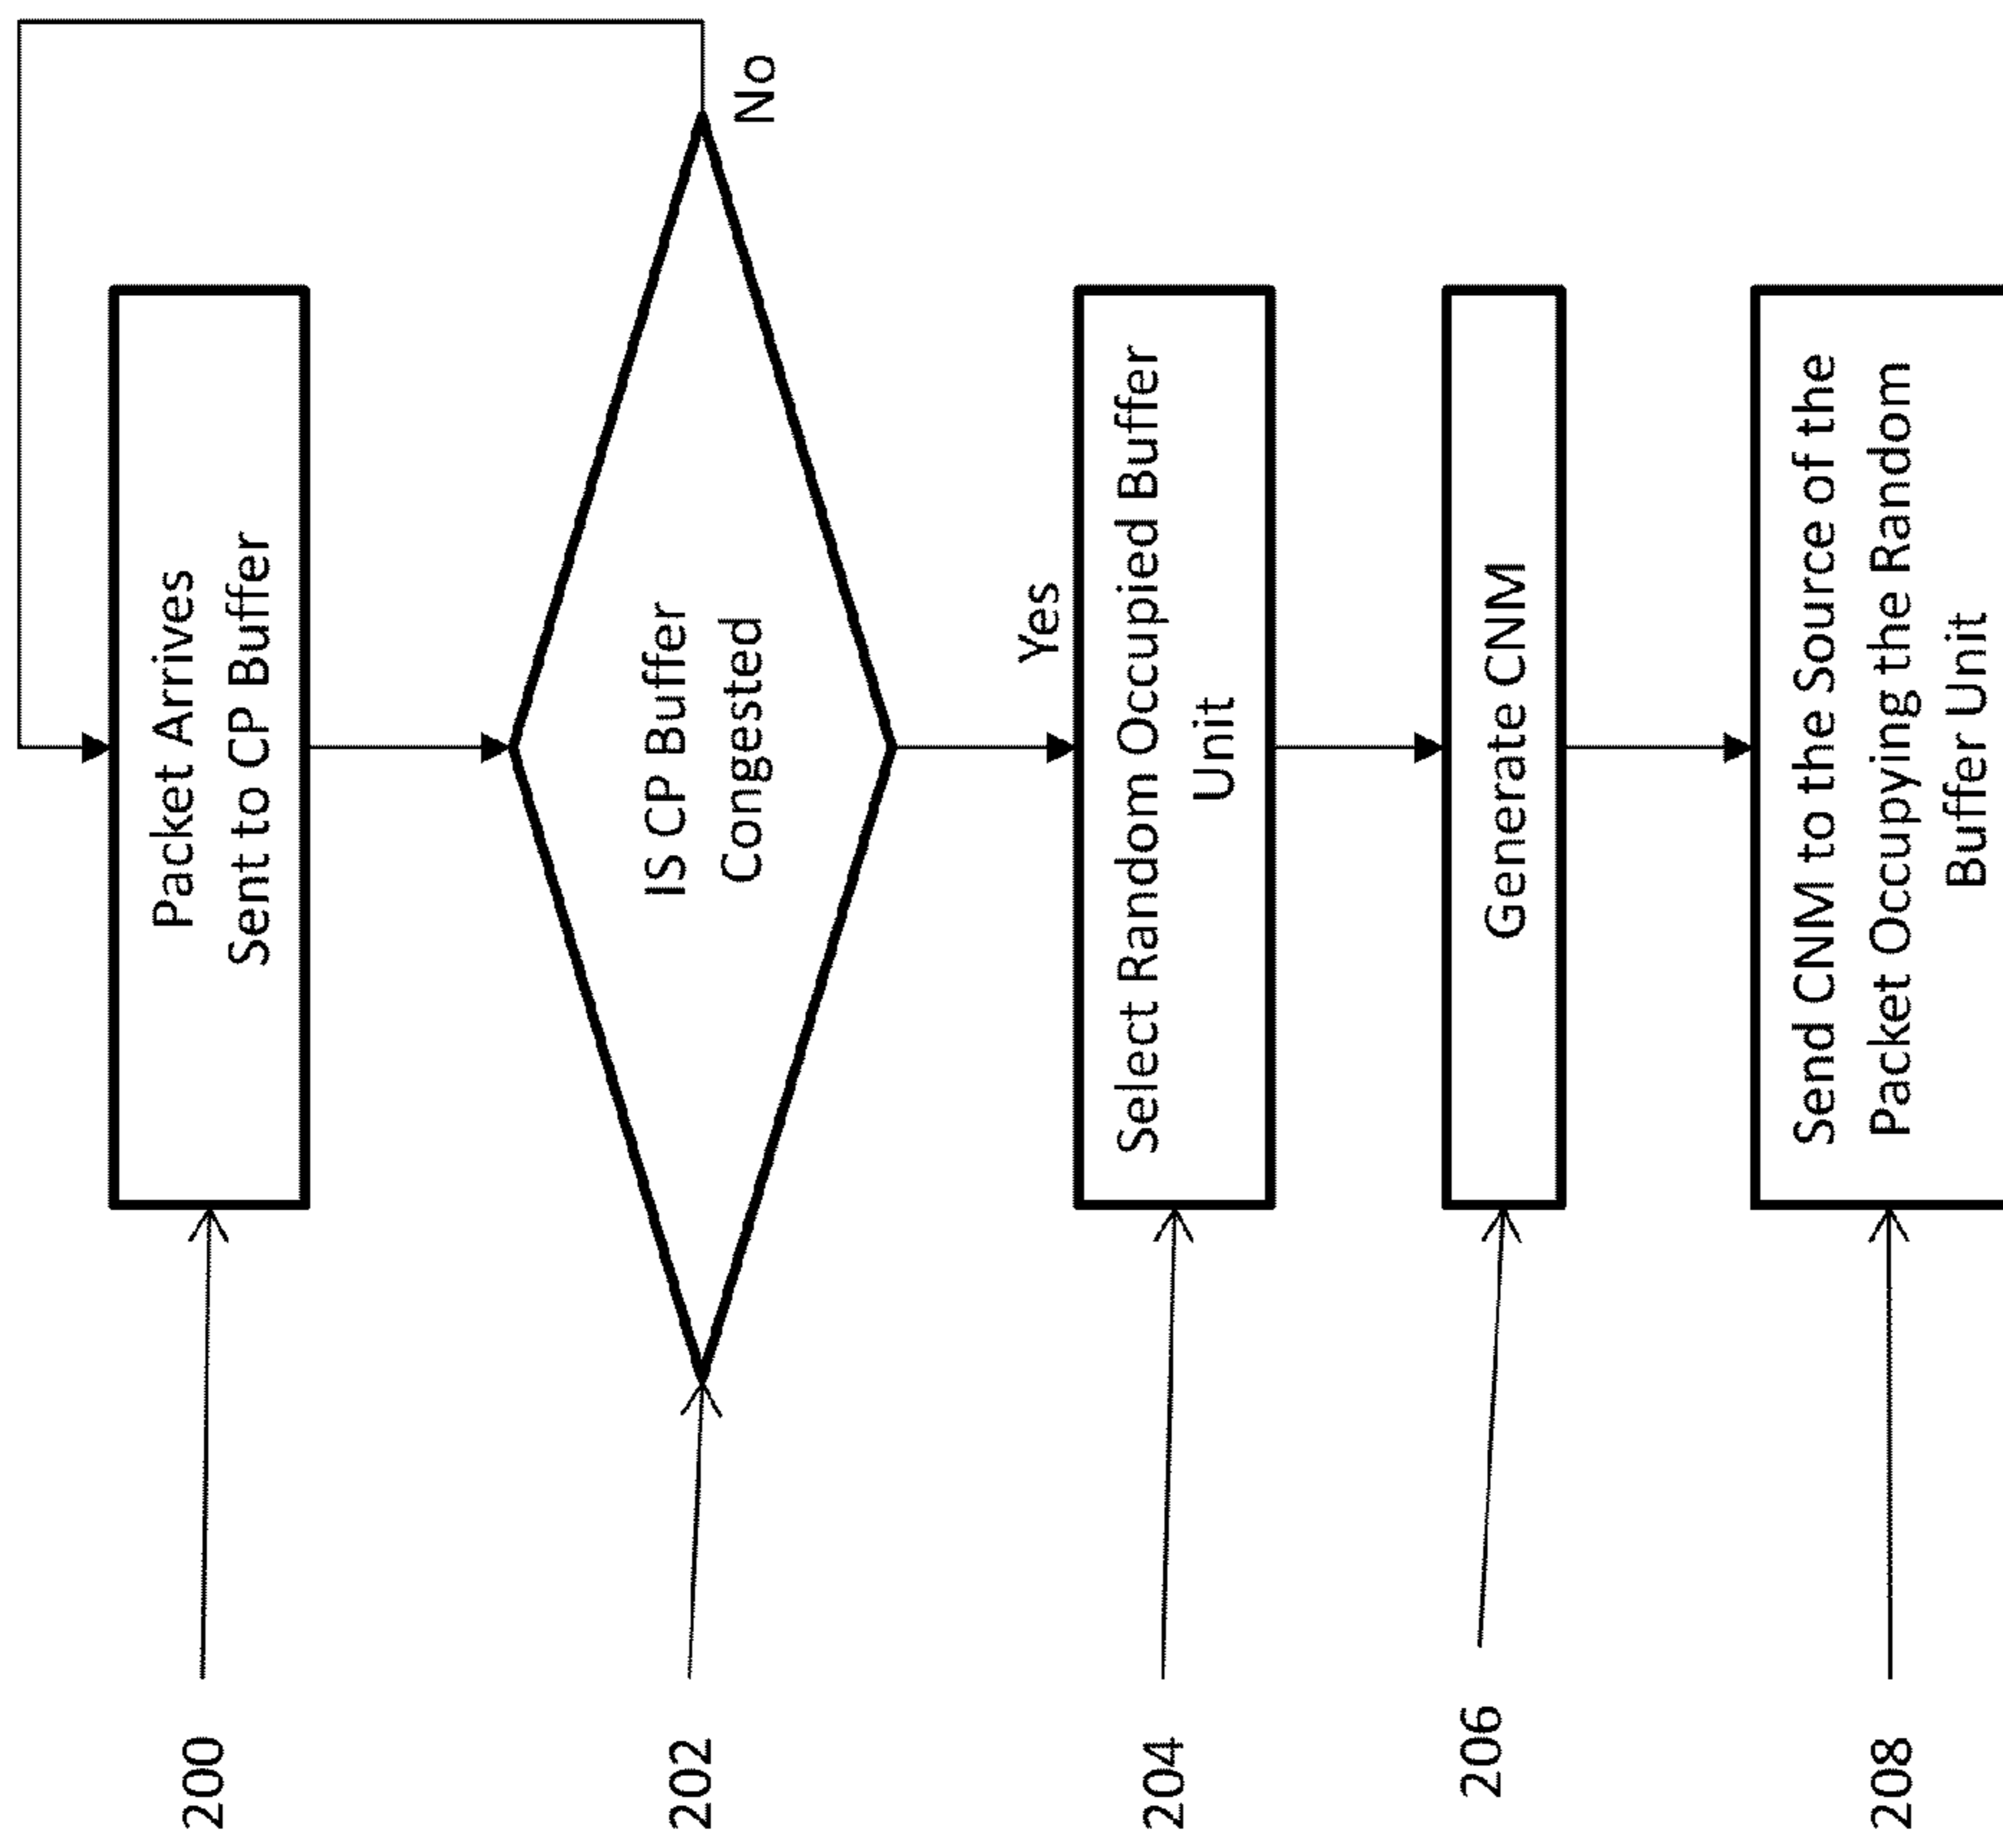 200
Packet Arrives
Sent to CP Buffer
202
IS CP Buffer
Congested
No
Yes
204
Select Random Occupied Buffer
Unit
206
Generate CNM
208
Send CNM to the Source of the
Packet Occupying the Random
Buffer Unit